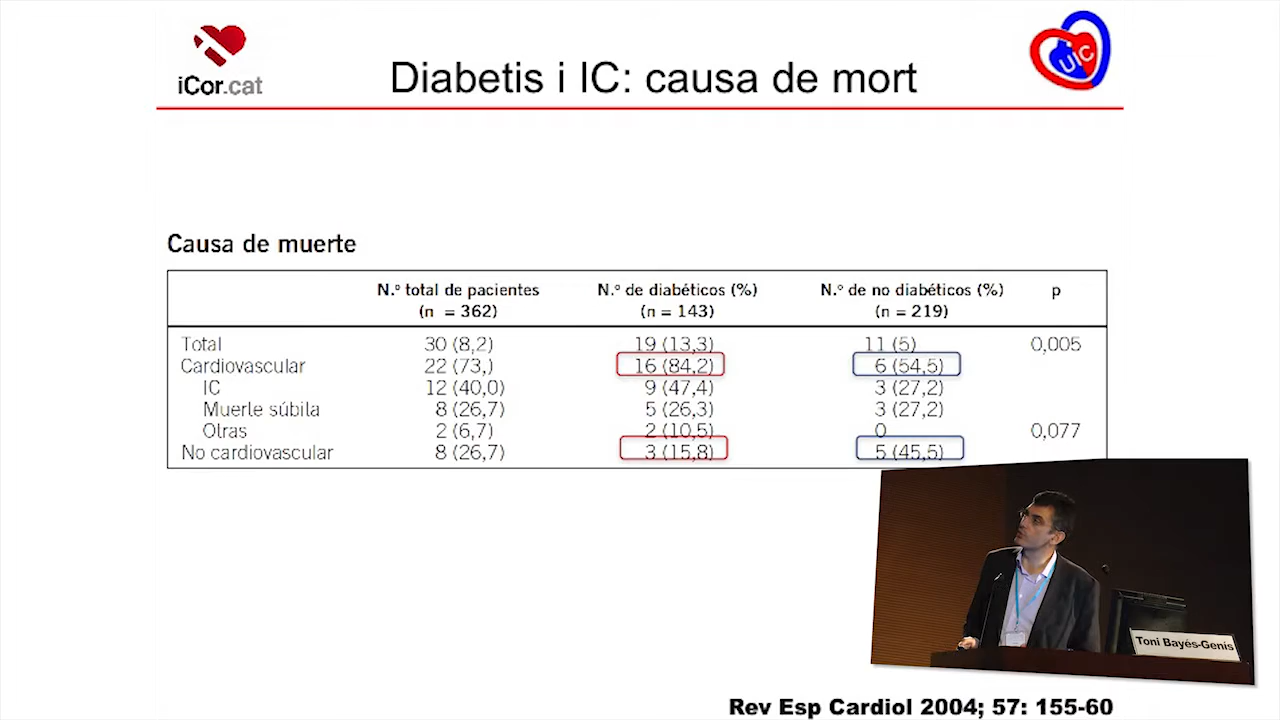 iCor.cat
Diabetis i IC: causa de mort
UIC
Causa de muerte
N.º total de pacientes (n = 362) N.º de diabéticos (%) (n = 143) N.º de no diabéticos (%) (n = 219) p
Total 30 (8,2) 19 (13,3) 11 (5) 0,005
Cardiovascular 22 (73,) 16 (84,2) 6 (54,5)
IC 12 (40,0) 9 (47,4) 3 (27,2)
Muerle súbila 8 (26,7) 5 (26,3) 3 (27,2)
Otras 2 (6,7) 2 (10,5) 0 0,077
No cardiovascular 8 (26,7) 3 (15,8) 5 (45,5)
Toni Bayés-Genís
Rev Esp Cardiol 2004; 57: 155-60